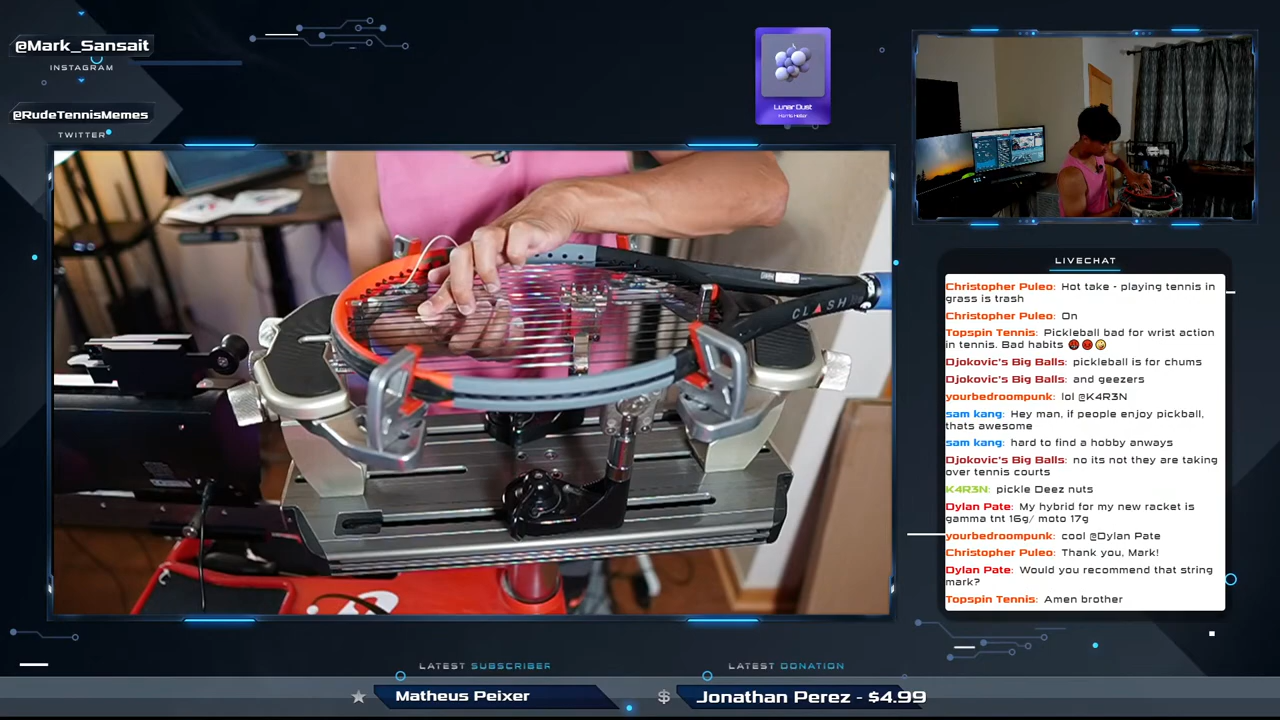 @Mark_Sansait
INSTAGRAM
@RudeTennisMemes
TWITTER
Lunar Dust
Harris Heller
CLASH
LIVECHAT
Christopher Puleo: Hot take - playing tennis in
grass is trash
Christopher Puleo: On
Topspin Tennis: Pickleball bad for wrist action
in tennis. Bad habits
Djokovic's Big Balls: pickleball is for chums
Djokovic's Big Balls: and geezers
yourbedroompunk: lol @K4R3N
sam kang: Hey man, if people enjoy pickball,
thats awesome
sam kang: hard to find a hobby anways
Djokovic's Big Balls: no its not they are taking
over tennis courts
K4R3N: pickle Deez nuts
Dylan Pate: My hybrid for my new racket is
gamma tnt 16g/ moto 17g
yourbedroompunk: cool @Dylan Pate
Christopher Puleo: Thank you, Mark!
Dylan Pate: Would you recommend that string
mark?
Topspin Tennis: Amen brother
LATEST SUBSCRIBER
Matheus Peixer
LATEST DONATION
$ Jonathan Perez - $4.99